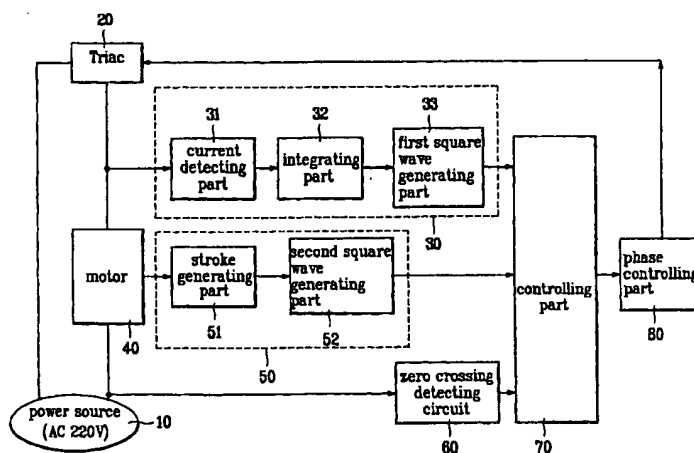 20
Triac
31
32
33
current
detecting
part
integrating
part
first square
wave
generating
part
30
motor
40
stroke
generating
part
51
second square
wave
generating
part
52
50
controlling
part
70
phase
controlling
part
80
zero crossing
detecting
circuit
60
power source
(AC 220V)
10